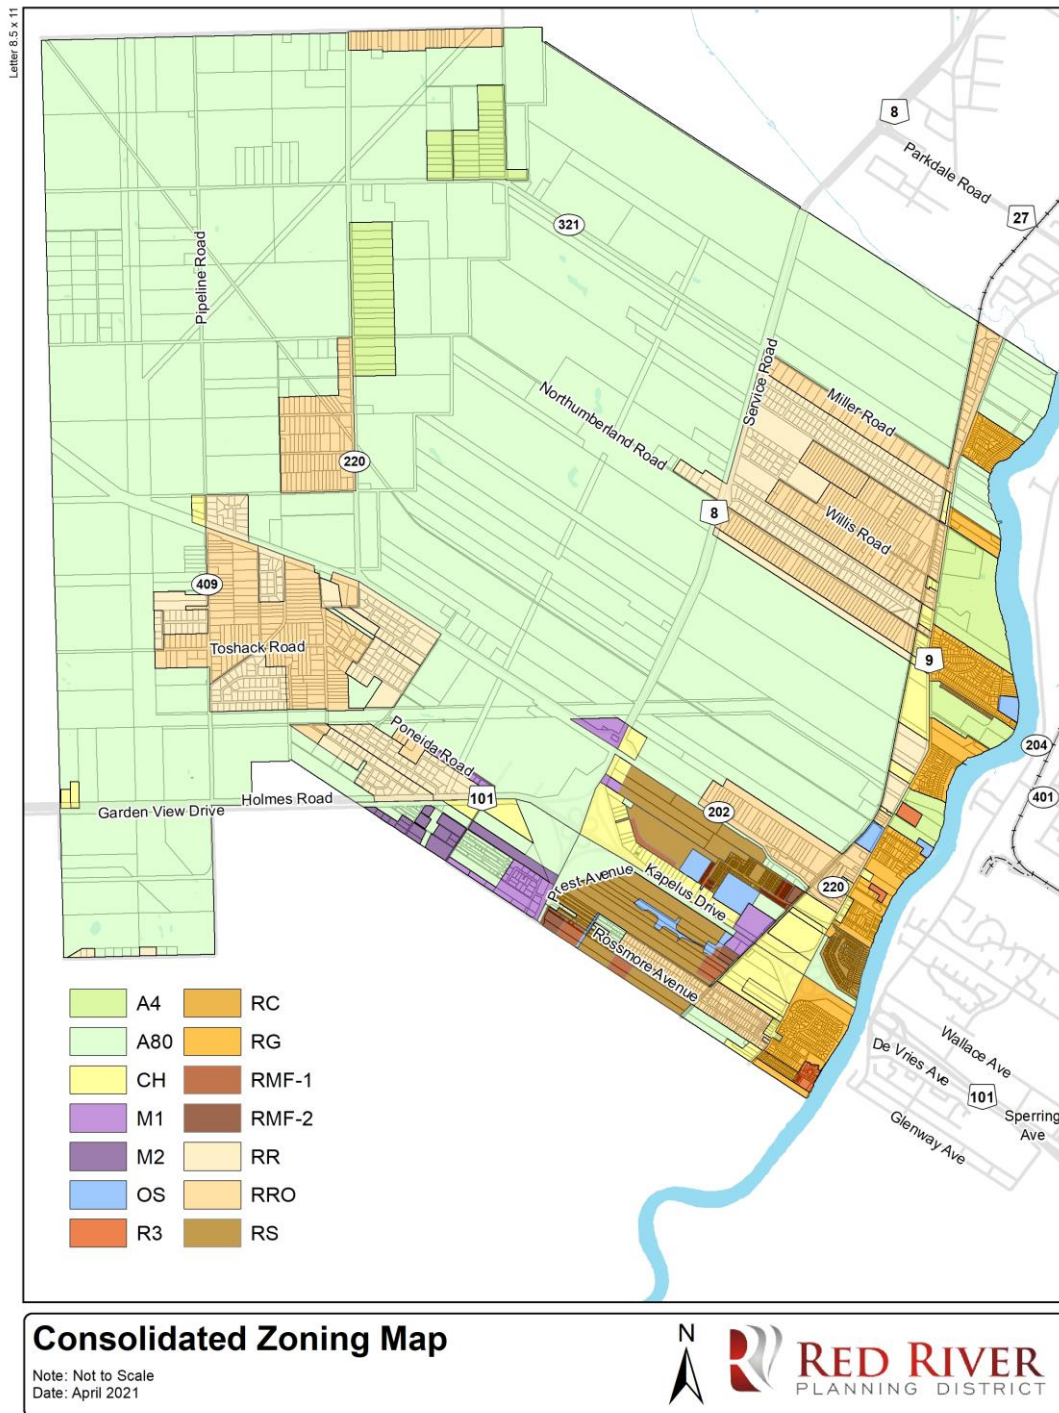 Letter 8.5 x 11
8
Parkdale Road
27
321
Pipeline Road
Service Road
Miller Road
Northumberland Road
220
8
Willis Road
409
Toshack Road
9
Poneida Road
204
101
Holmes Road
Garden View Drive
202
401
Prest Avenue
Kapelus Drive
220
Frossmore Avenue
Wallace Ave
De Vries Ave
101
Sperring
Ave
Glenway Ave
A4 RC
A80 RG
CH RMF-1
M1 RMF-2
M2 RR
OS RRO
R3 RS
Consolidated Zoning Map
Note: Not to Scale
Date: April 2021
N
RED RIVER
PLANNING DISTRICT